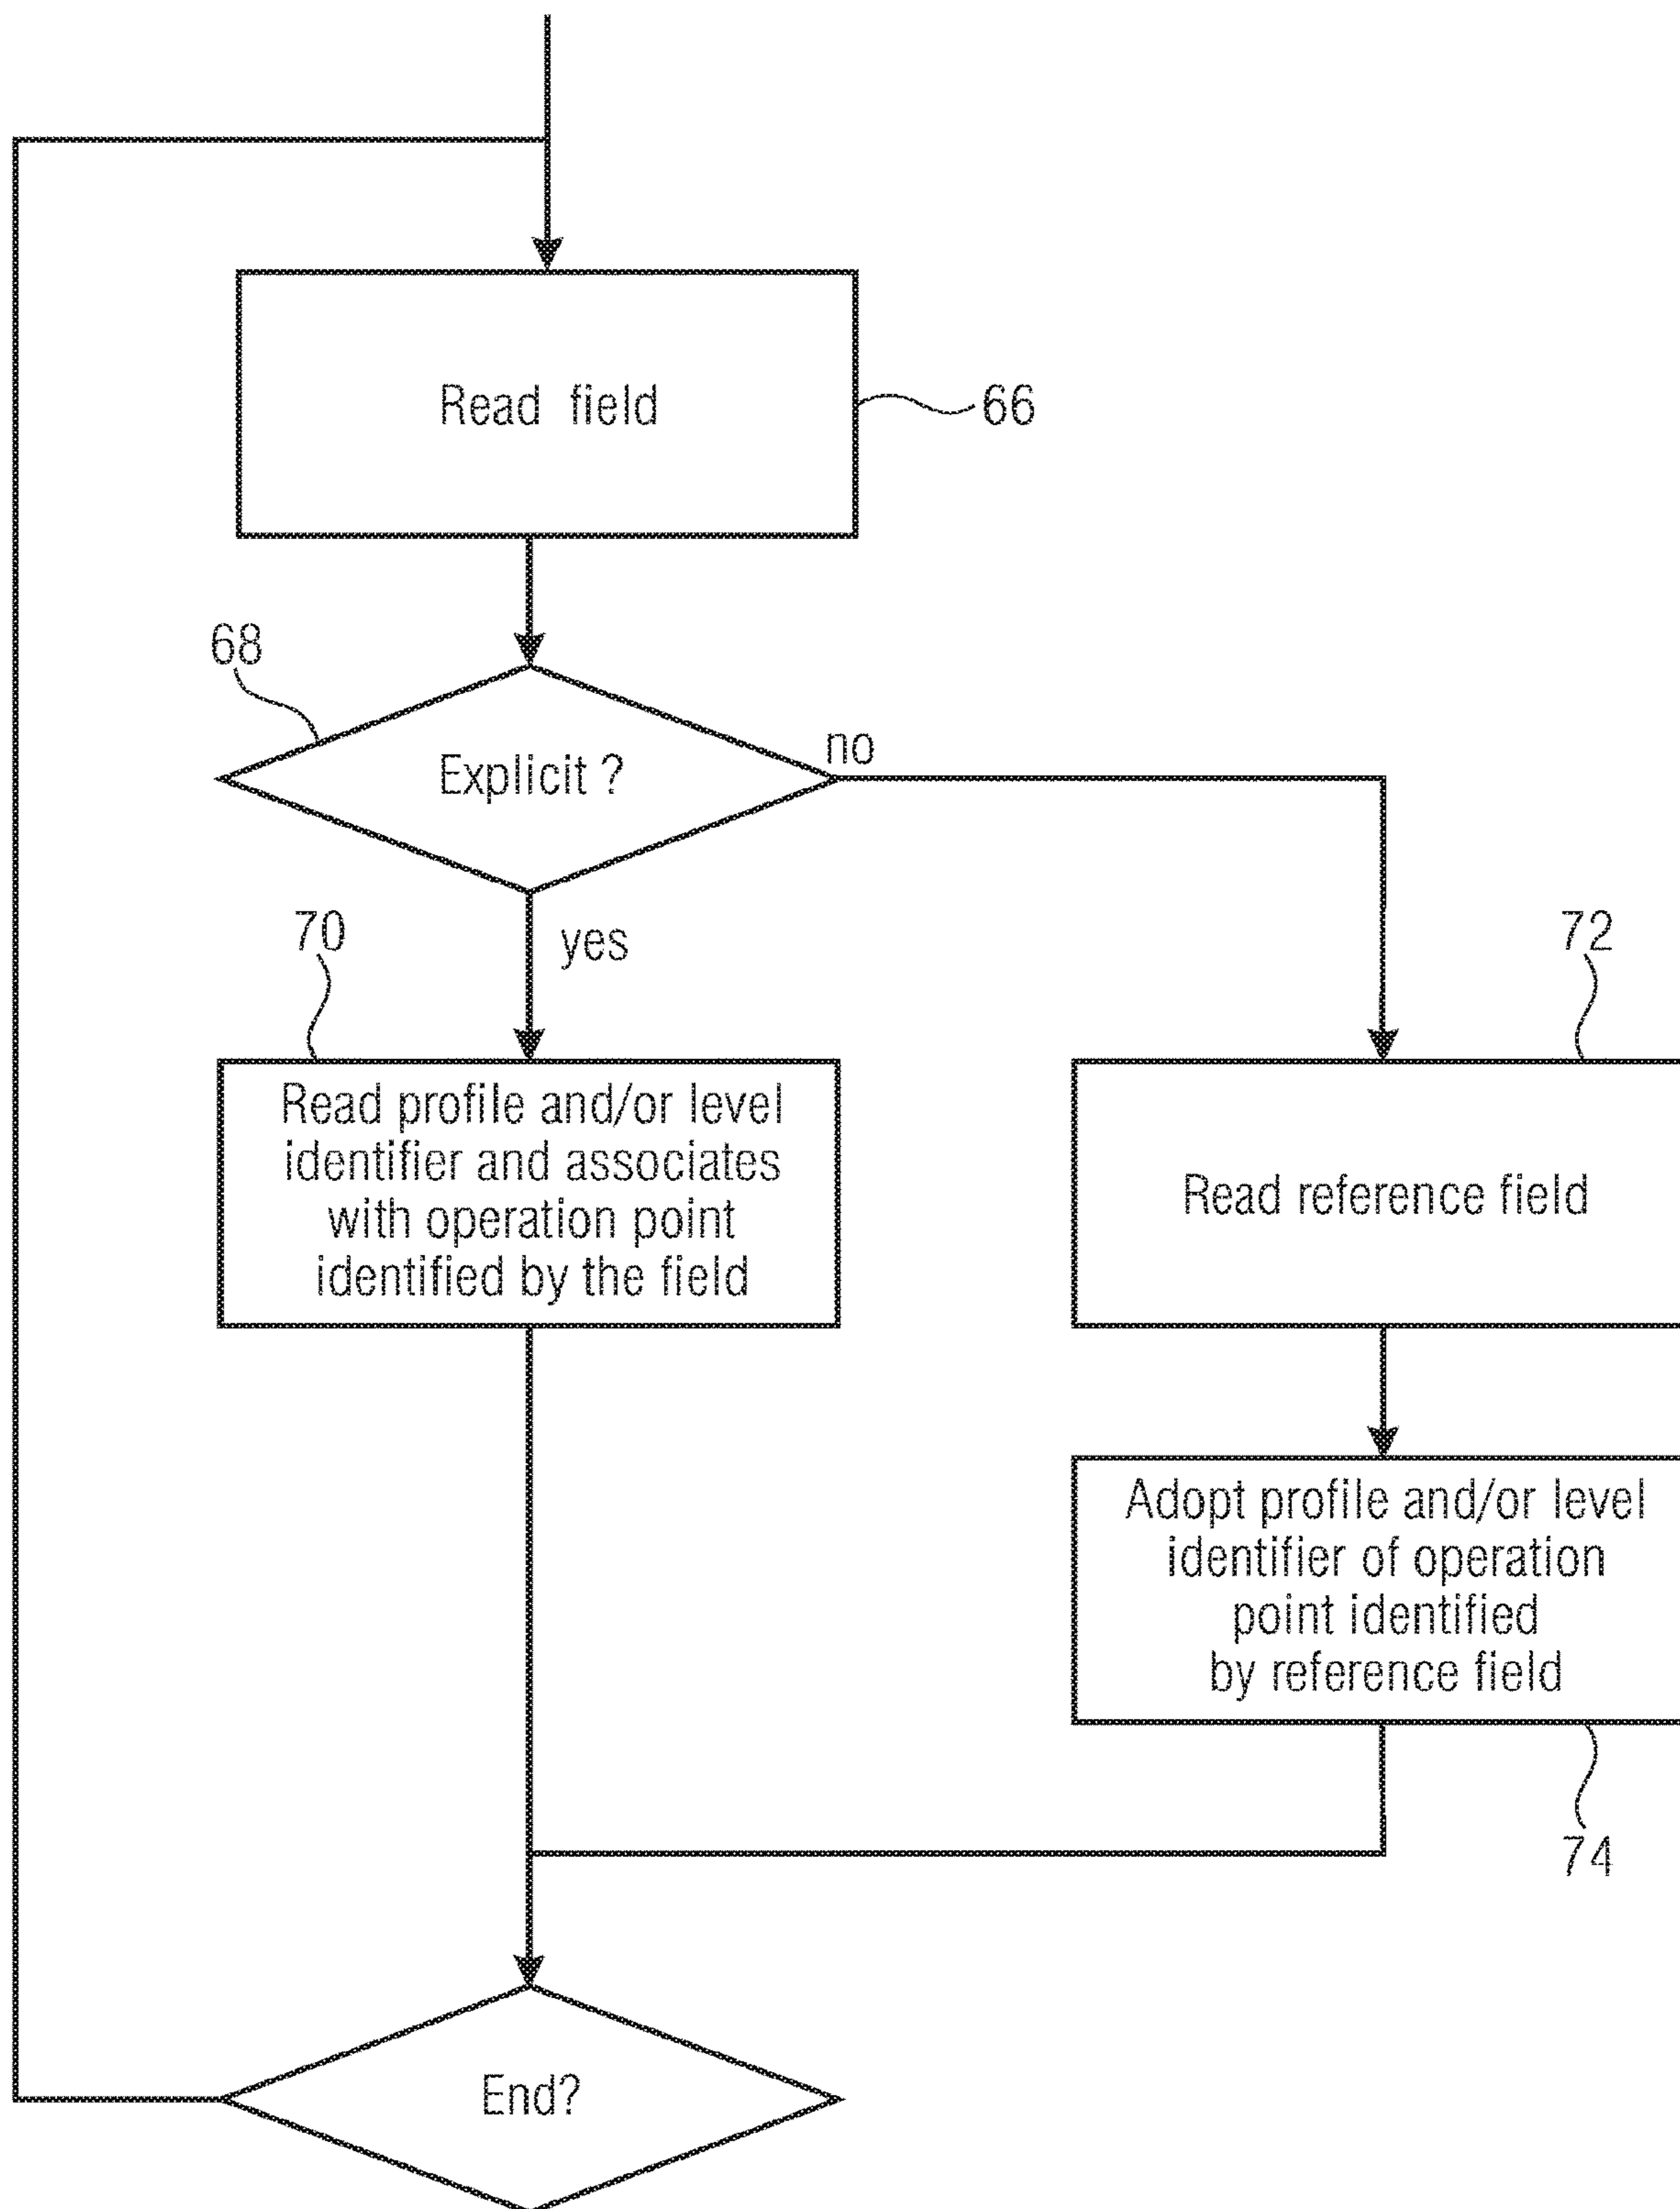 Read field
66
68
Explicit ?
no
yes
70
72
Read profile and/or level
identifier and associates
with operation point
identified by the field
Read reference field
Adopt profile and/or level
identifier of operation
point identified
by reference field
74
End?